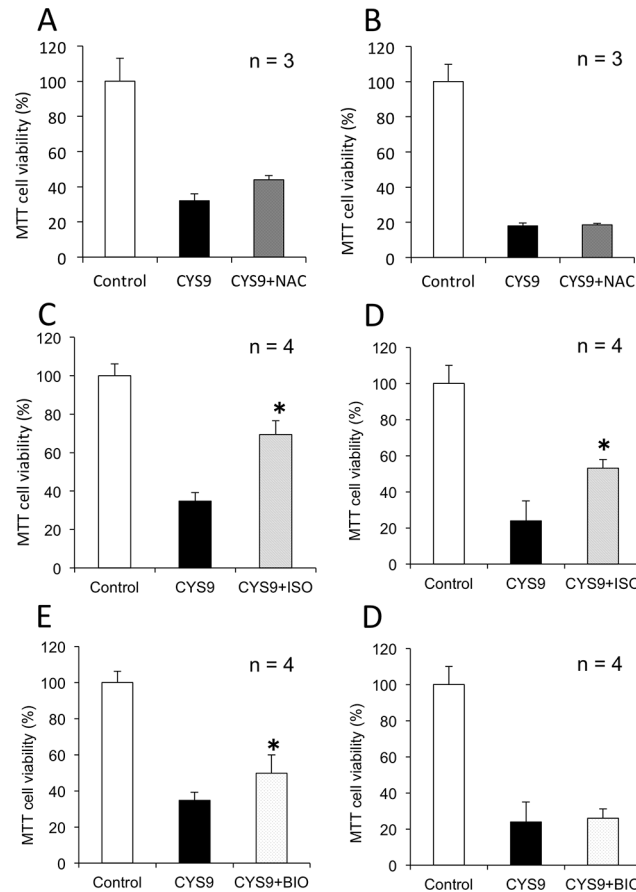 A
MTT cell viability (%)
120
100
80
60
40
20
0
n = 3
Control
CYS9
CYS9+NAC
B
MTT cell viability (%)
120
100
80
60
40
20
0
n = 3
Control
CYS9
CYS9+NAC
C
MTT cell viability (%)
120
100
80
60
40
20
0
n = 4
*
Control
CYS9
CYS9+ISO
D
MTT cell viability (%)
120
100
80
60
40
20
0
n = 4
*
Control
CYS9
CYS9+ISO
E
MTT cell viability (%)
120
100
80
60
40
20
0
n = 4
*
Control
CYS9
CYS9+BIO
D
MTT cell viability (%)
120
100
80
60
40
20
0
n = 4
Control
CYS9
CYS9+BIO